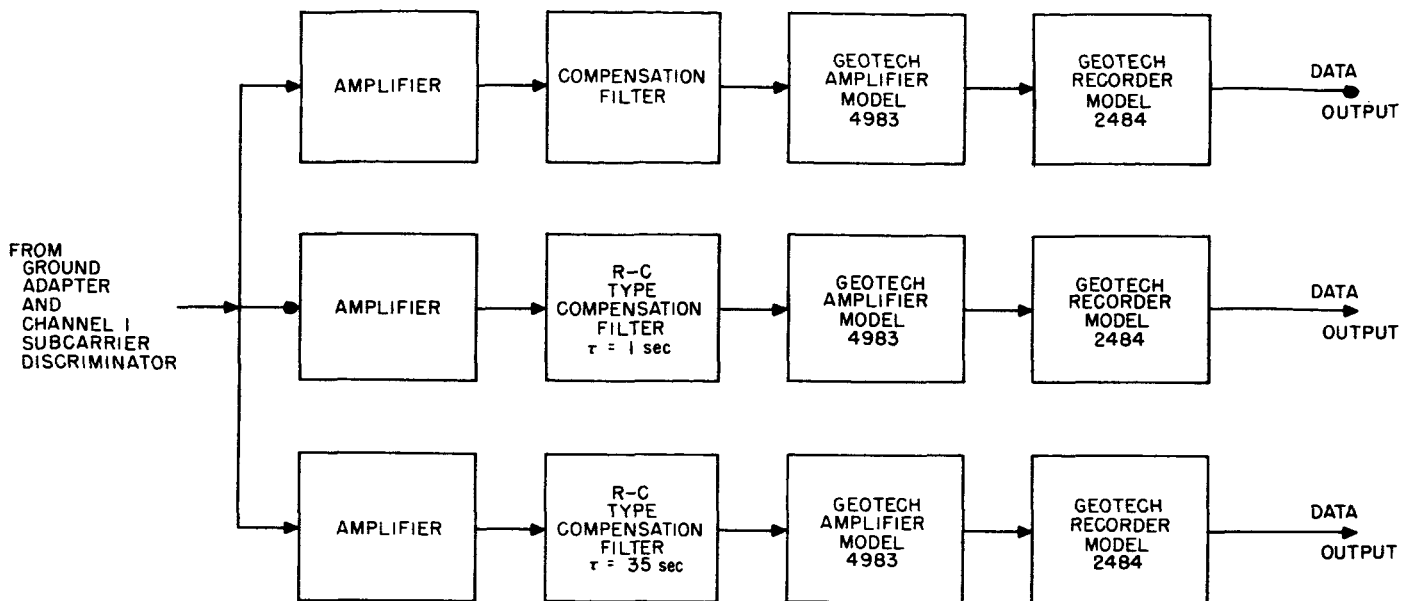 AMPLIFIER
COMPENSATION
FILTER
GEOTECH
AMPLIFIER
MODEL
4983
GEOTECH
RECORDER
MODEL
2484
DATA
OUTPUT
FROM
GROUND
ADAPTER
AND
CHANNEL I
SUBCARRIER
DISCRIMINATOR
AMPLIFIER
R-C
TYPE
COMPENSATION
FILTER
τ = I sec
GEOTECH
AMPLIFIER
MODEL
4983
GEOTECH
RECORDER
MODEL
2484
DATA
OUTPUT
AMPLIFIER
R-C
TYPE
COMPENSATION
FILTER
τ = 35 sec
GEOTECH
AMPLIFIER
MODEL
4983
GEOTECH
RECORDER
MODEL
2484
DATA
OUTPUT